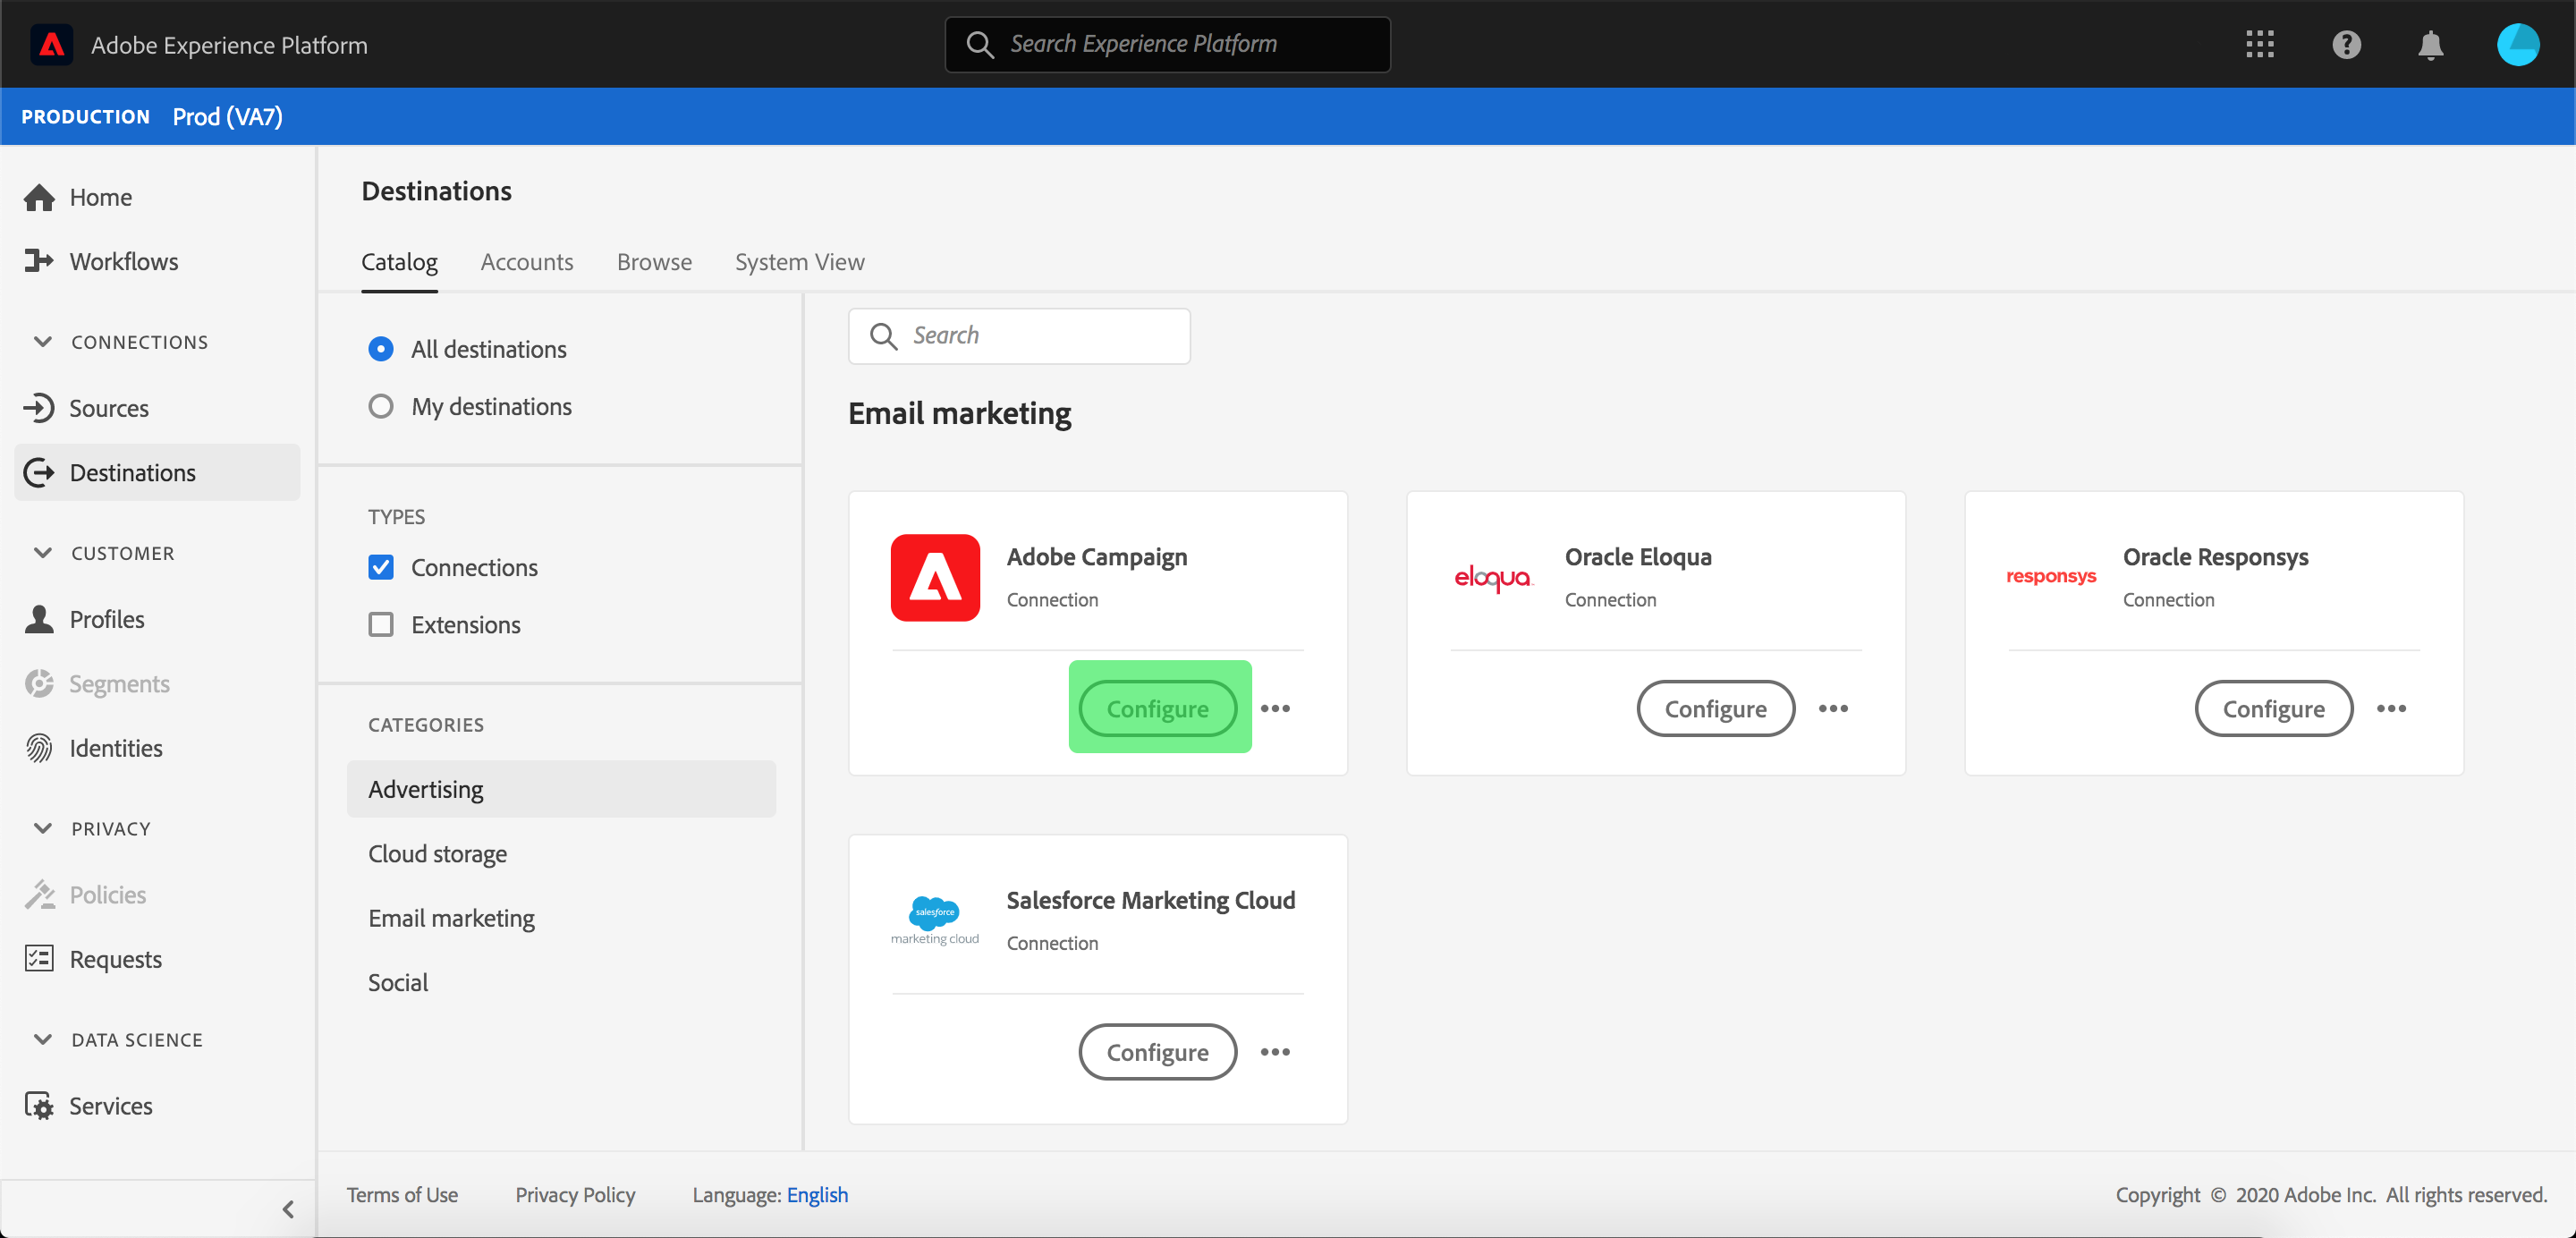 Adobe Experience Platform
Search Experience Platform
PRODUCTION Prod (VA7)
Home
Workflows
CONNECTIONS
Sources
Destinations
CUSTOMER
Profiles
Segments
Identities
PRIVACY
Policies
Requests
DATA SCIENCE
Services
Destinations
Catalog Accounts Browse System View
All destinations
My destinations
TYPES
Connections
Extensions
CATEGORIES
Advertising
Cloud storage
Email marketing
Social
Search
Email marketing
Adobe Campaign
Connection
Configure
eloqua
Oracle Eloqua
Connection
Configure
responsys
Oracle Responsys
Connection
Configure
salesforce
marketing cloud
Salesforce Marketing Cloud
Connection
Configure
Terms of Use Privacy Policy Language: English
Copyright © 2020 Adobe Inc. All rights reserved.